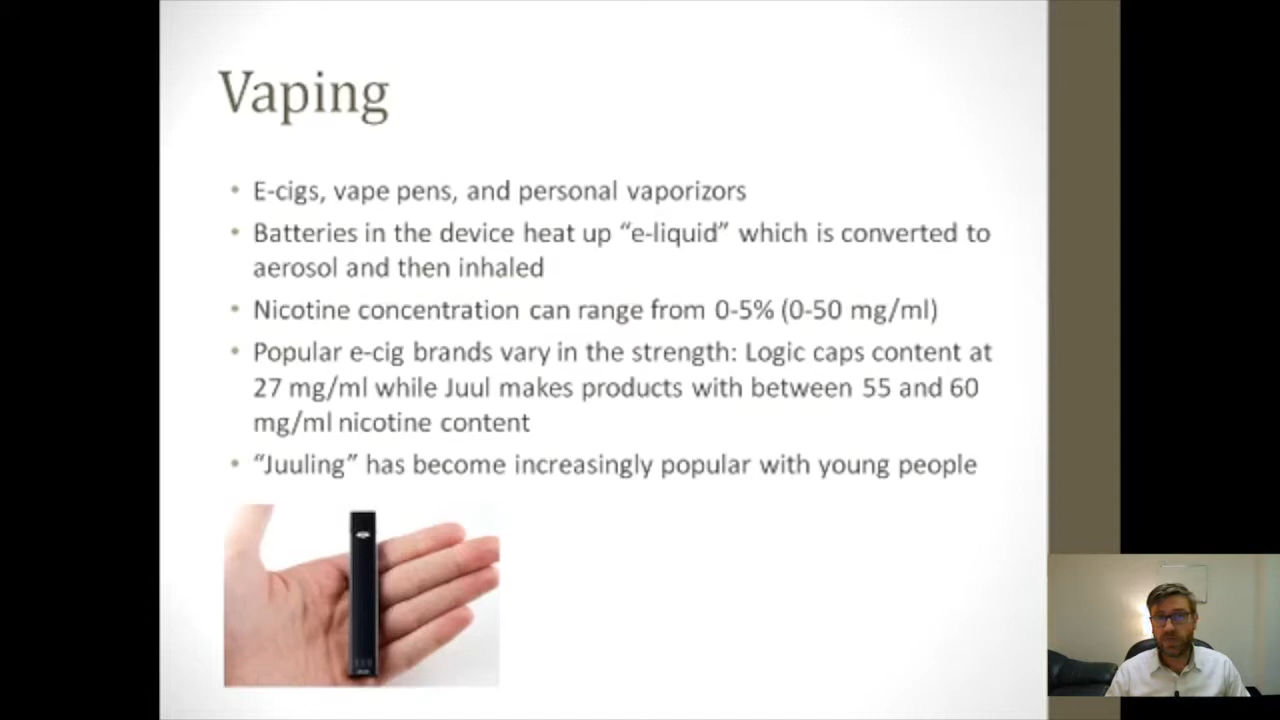 Vaping
• E-cigs, vape pens, and personal vaporizors
• Batteries in the device heat up “e-liquid” which is converted to
aerosol and then inhaled
• Nicotine concentration can range from 0-5% (0-50 mg/ml)
• Popular e-cig brands vary in the strength: Logic caps content at
27 mg/ml while Juul makes products with between 55 and 60
mg/ml nicotine content
• “Juuling” has become increasingly popular with young people